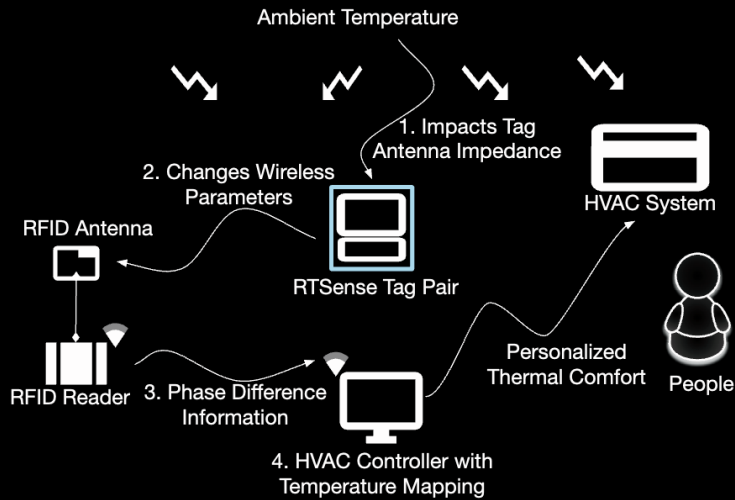 Ambient Temperature
1. Impacts Tag
Antenna Impedance
2. Changes Wireless
Parameters
HVAC System
RFID Antenna
RTSense Tag Pair
Personalized
Thermal Comfort
People
RFID Reader
3. Phase Difference
Information
4. HVAC Controller with
Temperature Mapping